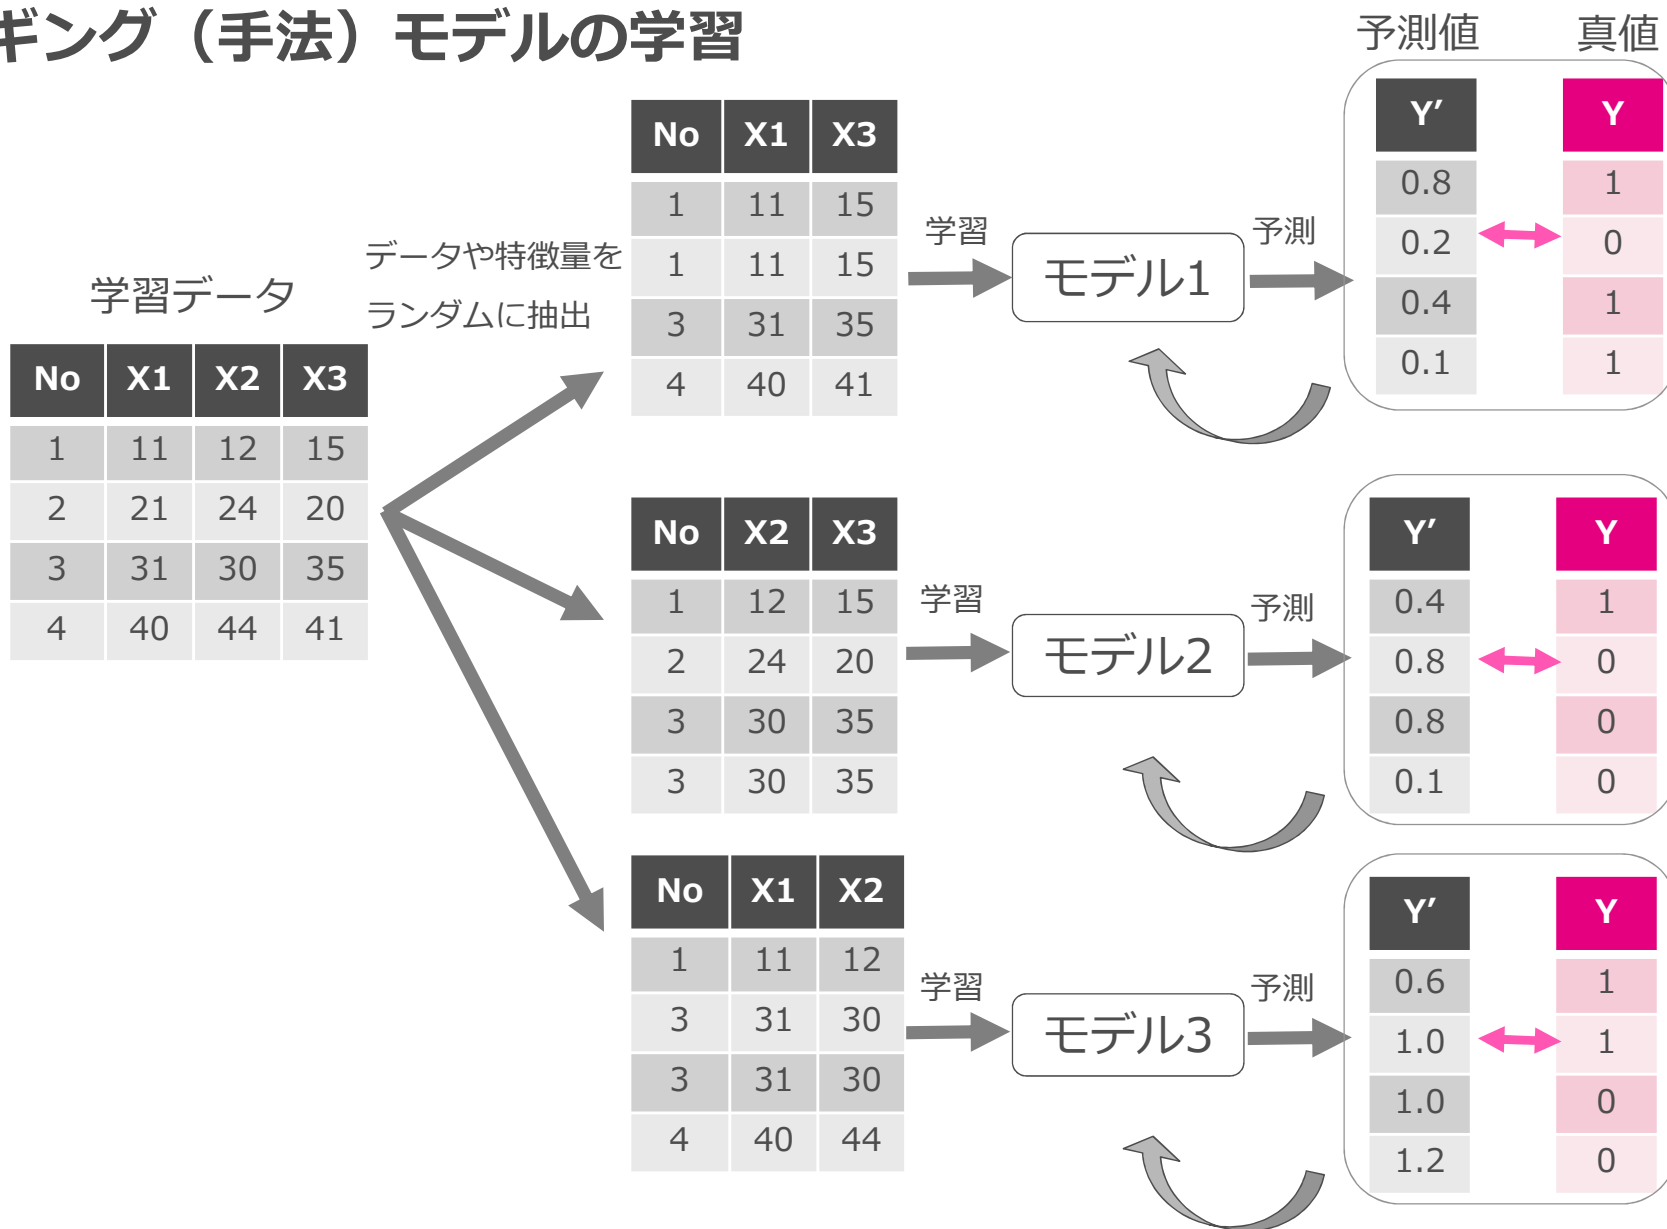 ギング（手法）モデルの学習
学習データ
No X1 X2 X3
1 11 12 15
2 21 24 20
3 31 30 35
4 40 44 41
データや特徴量を
ランダムに抽出
No X1 X3
1 11 15
1 11 15
3 31 35
4 40 41
学習
モデル1
予測
予測値 真値
Y′ Y
0.8 1
0.2 0
0.4 1
0.1 1
No X2 X3
1 12 15
2 24 20
3 30 35
3 30 35
学習
モデル2
予測
Y′ Y
0.4 1
0.8 0
0.8 0
0.1 0
No X1 X2
1 11 12
3 31 30
3 31 30
4 40 44
学習
モデル3
予測
Y′ Y
0.6 1
1.0 1
1.0 0
1.2 0